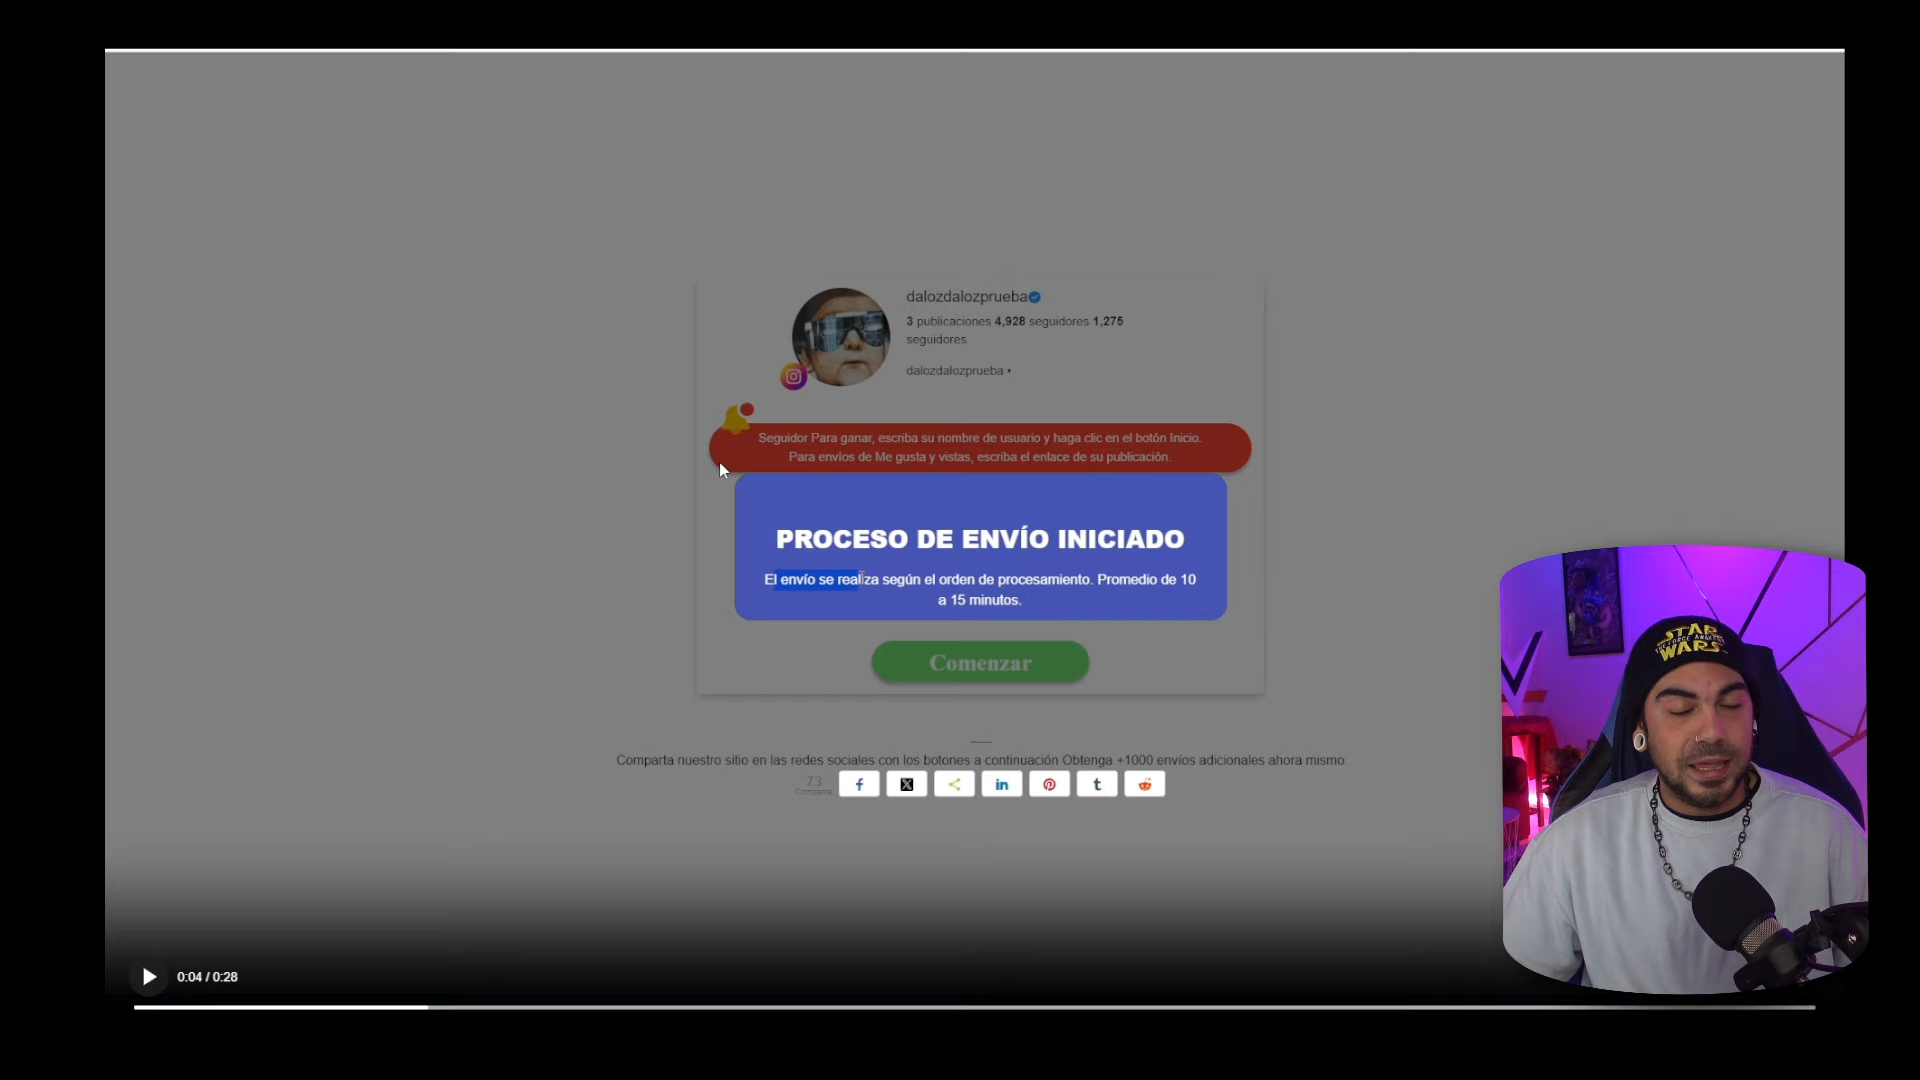 dalozdalozprueba
3 publicaciones 4,928 seguidores 1,275
seguidores
dalozdalozprueba •
Seguidor Para ganar, escriba su nombre de usuario y haga clic en el botón Inicio.
Para envíos de Me gusta y vistas, escriba el enlace de su publicación.
PROCESO DE ENVÍO INICIADO
El envío se realiza según el orden de procesamiento. Promedio de 10
a 15 minutos.
Comenzar
Comparta nuestro sitio en las redes sociales con los botones a continuación Obtenga +1000 envíos adicionales ahora mismo
73
STAR
THE FORCE AWAKENS
WARS
0:04 / 0:28